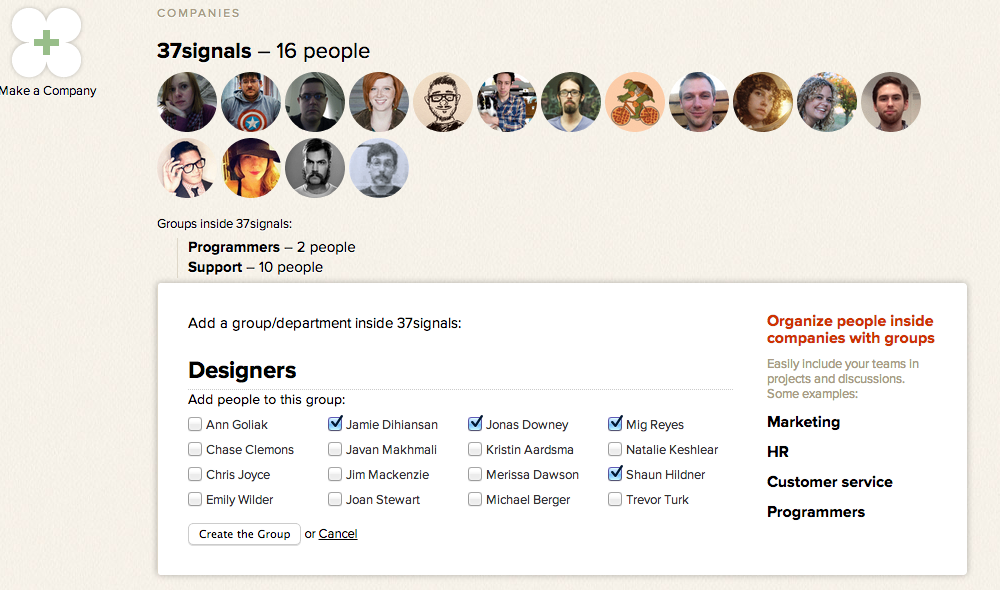 COMPANIES
Make a Company
37signals – 16 people
Groups inside 37signals:
Programmers – 2 people
Support – 10 people
Add a group/department inside 37signals:
Designers
Add people to this group:
Ann Goliak
Jamie Dihiansan
Jonas Downey
Mig Reyes
Chase Clemons
Javan Makhmali
Kristin Aardsma
Natalie Keshlear
Chris Joyce
Jim Mackenzie
Merissa Dawson
Shaun Hildner
Emily Wilder
Joan Stewart
Michael Berger
Trevor Turk
Create the Group or Cancel
Organize people inside
companies with groups
Easily include your teams in
projects and discussions.
Some examples:
Marketing
HR
Customer service
Programmers